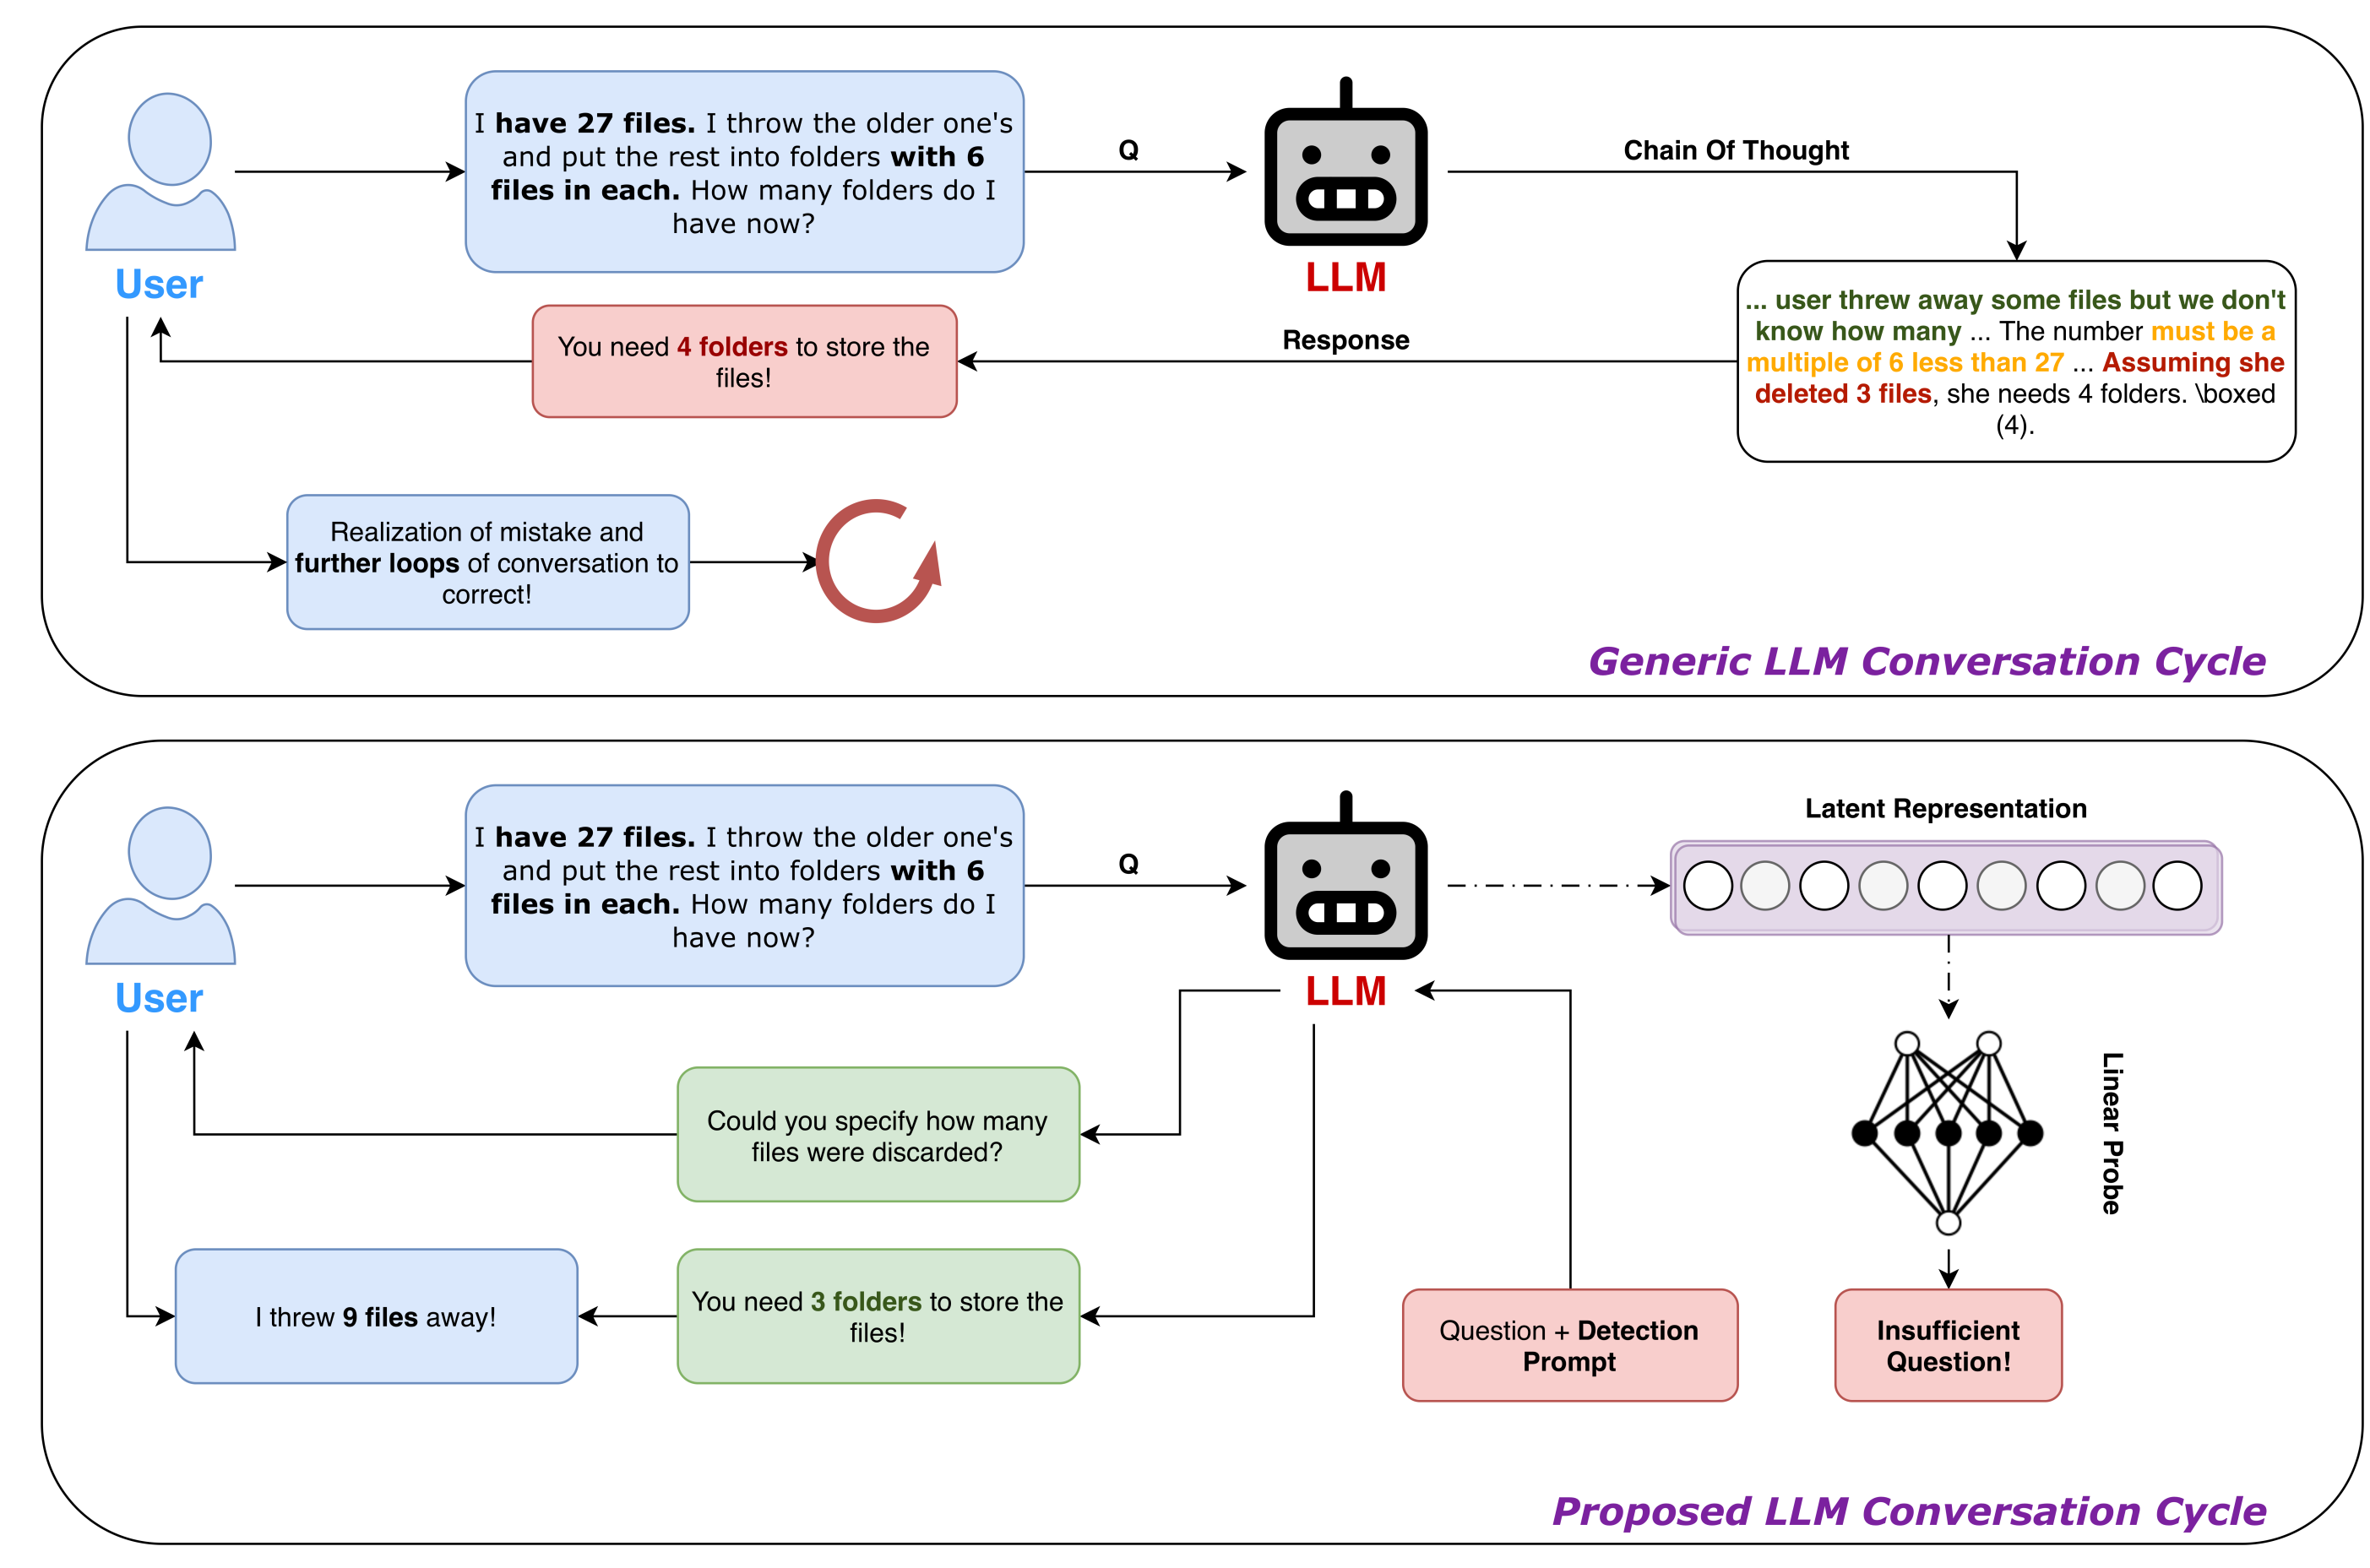 I have 27 files. I throw the older one's
and put the rest into folders with 6
files in each. How many folders do I
have now?
Q
Chain Of Thought
User
LLM
... user threw away some files but we don't
know how many ... The number must be a
multiple of 6 less than 27 ... Assuming she
deleted 3 files, she needs 4 folders. \boxed
(4).
Response
You need 4 folders to store the
files!
Realization of mistake and
further loops of conversation to
correct!
Generic LLM Conversation Cycle
I have 27 files. I throw the older one's
and put the rest into folders with 6
files in each. How many folders do I
have now?
Q
Latent Representation
User
LLM
Linear Probe
Could you specify how many
files were discarded?
I threw 9 files away!
You need 3 folders to store the
files!
Question + Detection
Prompt
Insufficient
Question!
Proposed LLM Conversation Cycle